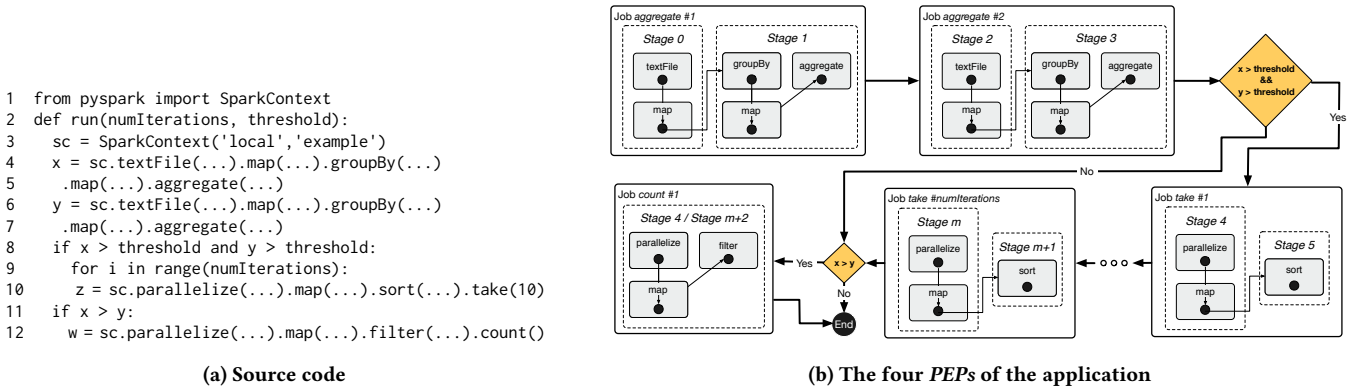 1 from pyspark import SparkContext
2 def run(numIterations, threshold):
3 sc = SparkContext('local','example')
4 x = sc.textFile(...).map(...).groupBy(...)
5 .map(...).aggregate(...)
6 y = sc.textFile(...).map(...).groupBy(...)
7 .map(...).aggregate(...)
8 if x > threshold and y > threshold:
9 for i in range(numIterations):
10 z = sc.parallelize(...).map(...).sort(...).take(10)
11 if x > y:
12 w = sc.parallelize(...).map(...).filter(...).count()
(a) Source code
Job aggregate #1
Stage 0
textFile
map
Stage 1
groupBy
map
aggregate
Job aggregate #2
Stage 2
textFile
map
Stage 3
groupBy
map
aggregate
x > threshold
&&
y > threshold
Yes
No
Job count #1
Stage 4 / Stage m+2
parallelize
map
filter
Yes
x > y
No
End
Job take #numIterations
Stage m
parallelize
map
Stage m+1
sort
Job take #1
Stage 4
parallelize
map
Stage 5
sort
(b) The four PEPs of the application